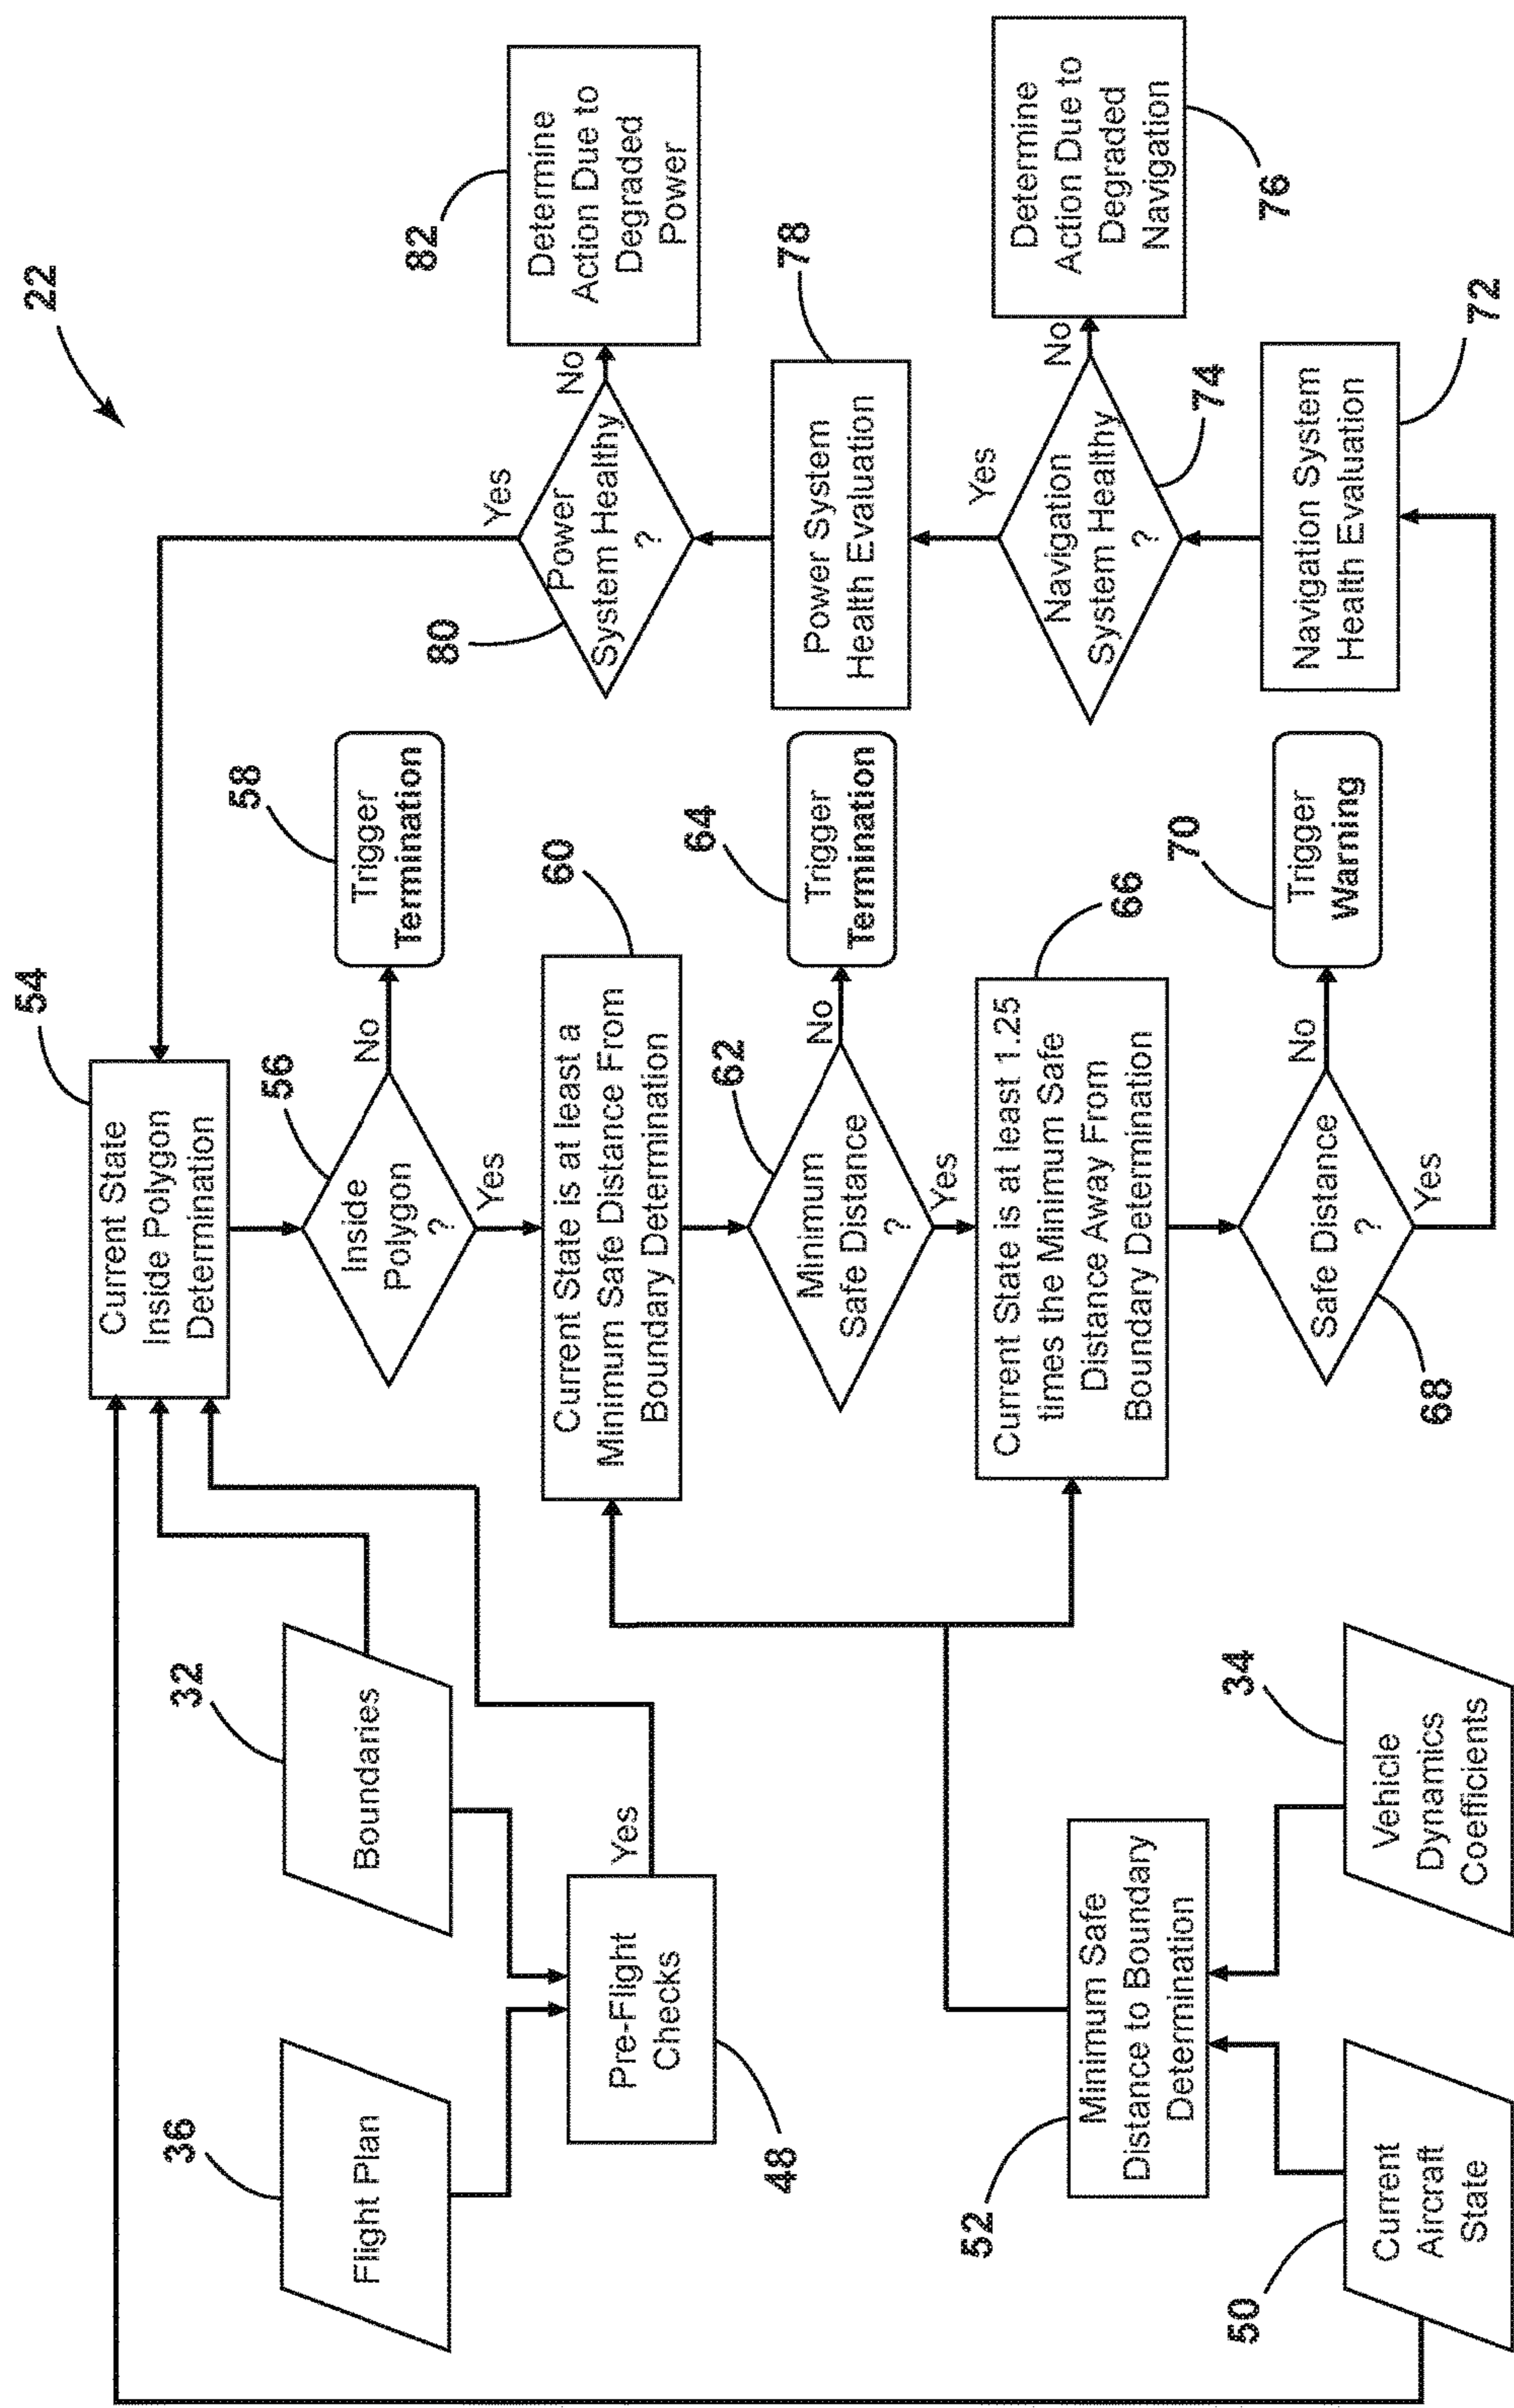 22
36
Flight Plan
32
Boundaries
48
Pre-Flight
Checks
Yes
50
Current
Aircraft
State
34
Vehicle
Dynamics
Coefficients
52
Minimum Safe
Distance to Boundary
Determination
54
Current State
Inside Polygon
Determination
56
Inside
Polygon
?
No
58
Trigger
Termination
Yes
60
Current State is at least a
Minimum Safe Distance From
Boundary Determination
62
Minimum
Safe Distance
?
No
64
Trigger
Termination
Yes
66
Current State is at least 1.25
times the Minimum Safe
Distance Away From
Boundary Determination
68
Safe Distance
?
No
70
Trigger
Warning
Yes
72
Navigation System
Health Evaluation
74
Navigation
System Healthy
?
No
76
Determine
Action Due to
Degraded
Navigation
Yes
78
Power System
Health Evaluation
80
Power
System Healthy
?
No
82
Determine
Action Due to
Degraded
Power
Yes